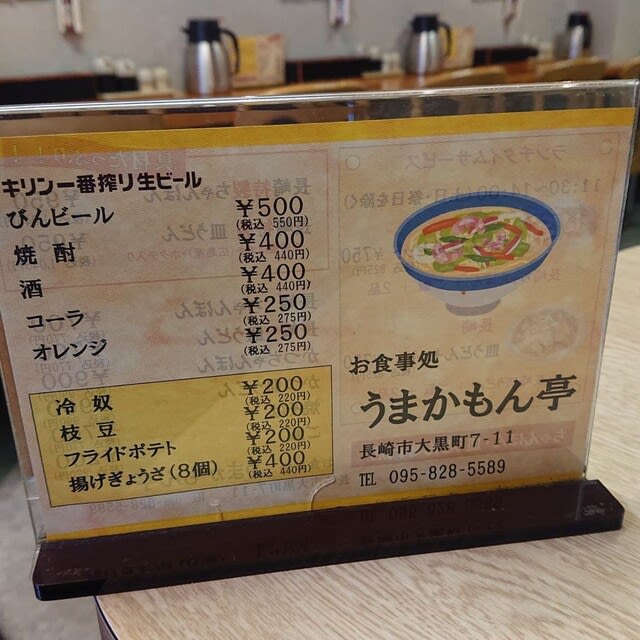 キリン一番搾り生ビール
びんビール ¥500
(税込 550円)
焼 酎 ¥400
(税込 440円)
酒 ¥400
(税込 440円)
コーラ ¥250
(税込 275円)
オレンジ ¥250
(税込 275円)
冷 奴 ¥200
(税込 220円)
枝 豆 ¥200
(税込 220円)
フライドポテト ¥200
(税込 220円)
揚げぎょうざ(8個) ¥400
(税込 440円)
お食事処
うまかもん亭
長崎市大黒町7-11
TEL 095-828-5589